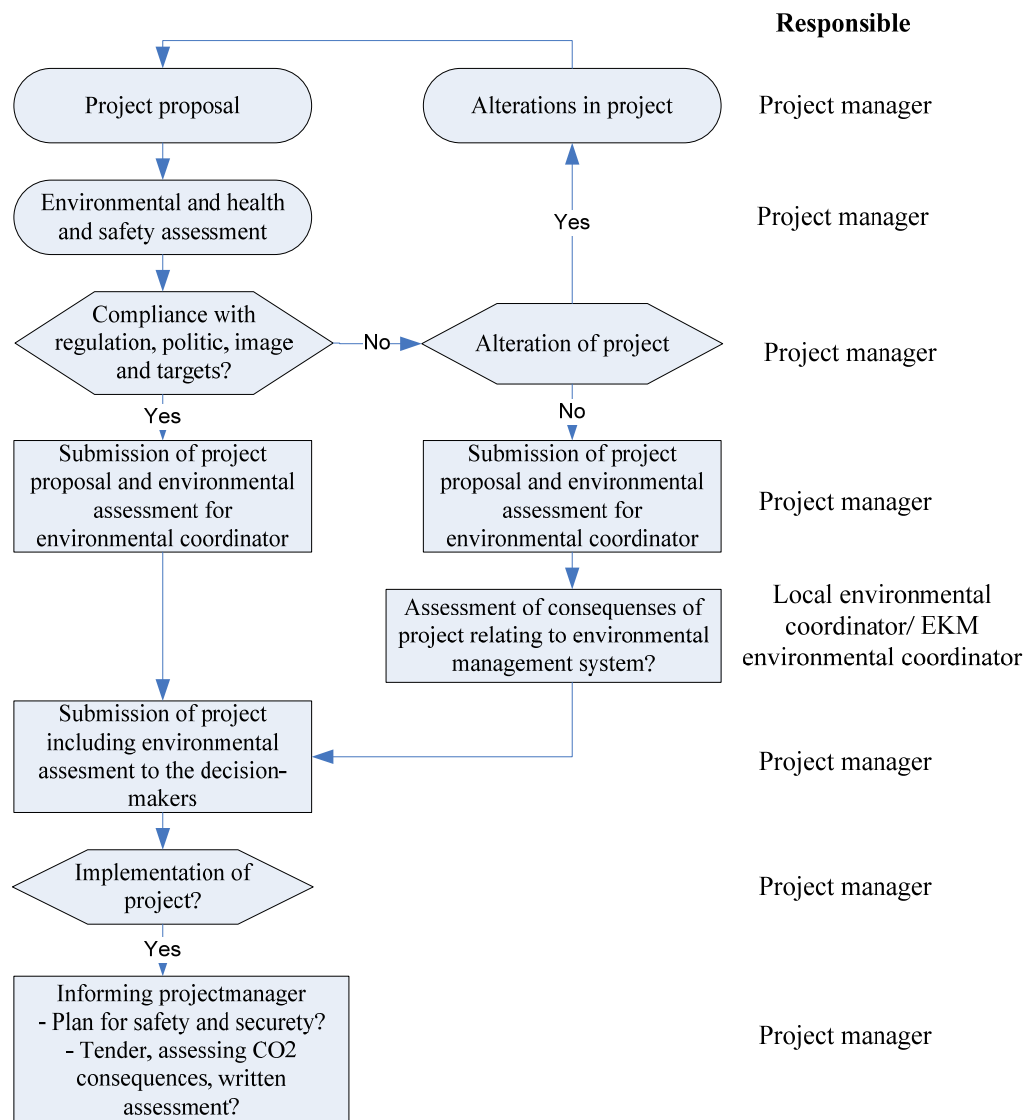 Responsible
Project proposal
Alterations in project
Project manager
Environmental and health
and safety assessment
Project manager
Yes
Compliance with
regulation, politic, image
and targets?
No
Alteration of project
Project manager
Yes
No
Submission of project
proposal and environmental
assessment for
environmental coordinator
Submission of project
proposal and environmental
assessment for
environmental coordinator
Project manager
Assessment of consequenses of
project relating to environmental
management system?
Local environmental
coordinator/ EKM
environmental coordinator
Submission of project
including environmental
assesment to the decision-
makers
Project manager
Implementation of
project?
Project manager
Yes
Informing projectmanager
- Plan for safety and securety?
- Tender, assessing CO2
consequences, written
assessment?
Project manager